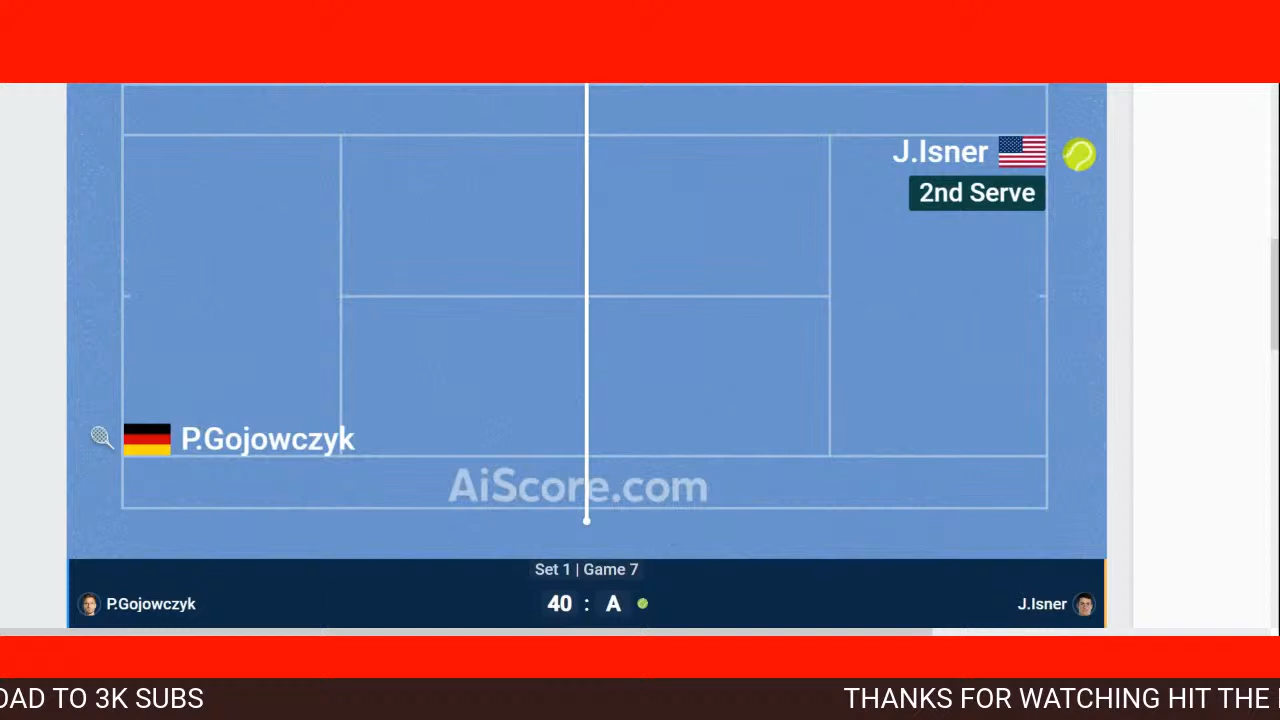 J.Isner
2nd Serve
P.Gojowczyk
AiScore.com
Set 1 | Game 7
P.Gojowczyk 40 : A J.Isner
OAD TO 3K SUBS THANKS FOR WATCHING HIT THE